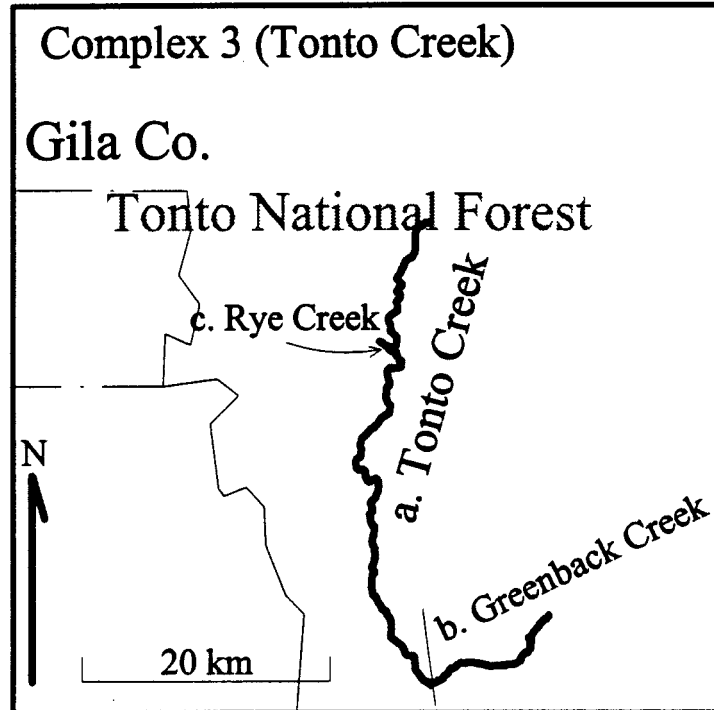 Complex 3 (Tonto Creek)
Gila Co.
Tonto National Forest
c. Rye Creek
a. Tonto Creek
N
b. Greenback Creek
20 km